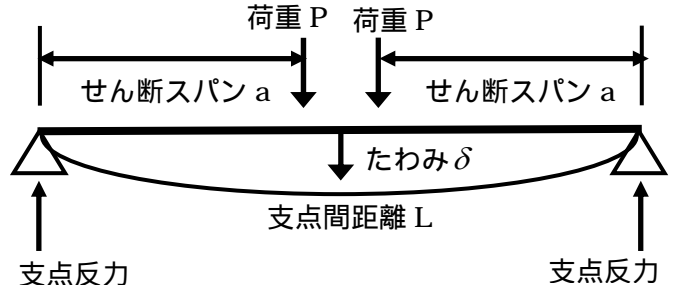 荷重 P 荷重 P
せん断スパン a せん断スパン a
たわみδ
支点間距離 L
支点反力 支点反力